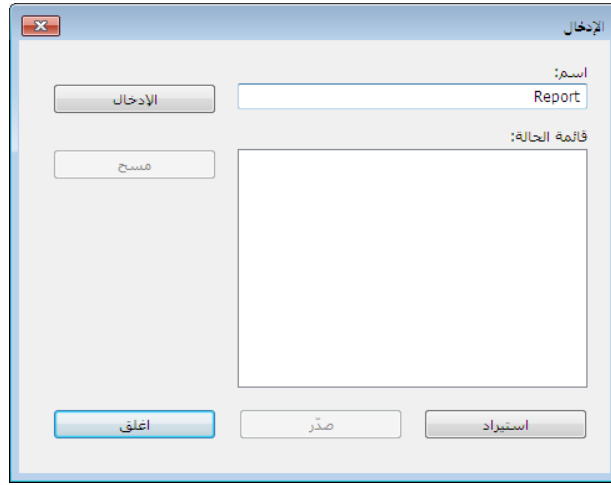 الإدخال
اسم:
Report
الإدخال
قائمة الحالة:
مسح
استيراد
صدّر
اغلق